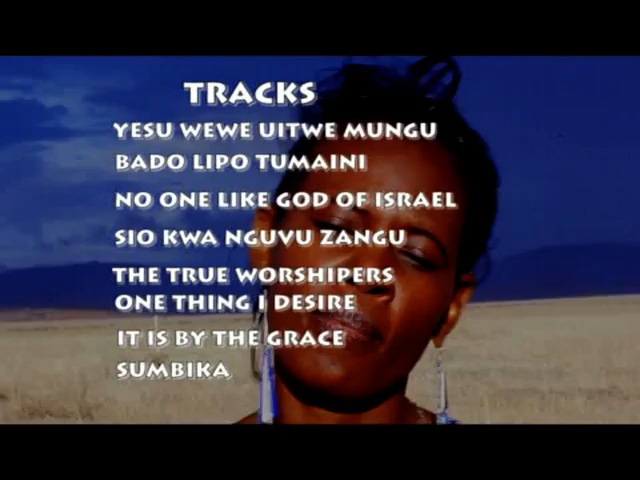 TRACKS
YESU WEWE UITWE MUNGU
BADO LIPO TUMAINI
NO ONE LIKE GOD OF ISRAEL
SIO KWA NGUVU ZANGU
THE TRUE WORSHIPERS
ONE THING I DESIRE
IT IS BY THE GRACE
SUMBIKA